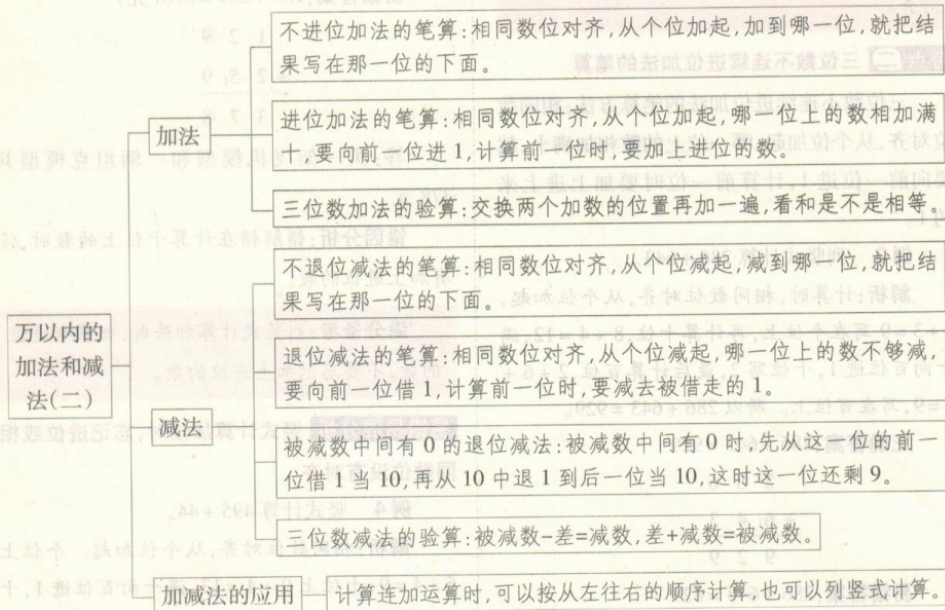 不进位加法的笔算:相同数位对齐,从个位加起,加到哪一位,就把结
果写在那一位的下面。
加法
进位加法的笔算:相同数位对齐,从个位加起,哪一位上的数相加满
十,要向前一位进1,计算前一位时,要加上进位的数。
三位数加法的验算:交换两个加数的位置再加一遍,看和是不是相等。
万以内的
加法和减
法(二)
不退位减法的笔算:相同数位对齐,从个位减起,减到哪一位,就把结
果写在那一位的下面。
退位减法的笔算:相同数位对齐,从个位减起,哪一位上的数不够减,
要向前一位借1,计算前一位时,要减去被借走的1。
减法
被减数中间有0的退位减法:被减数中间有0时,先从这一位的前一
位借1当10,再从10中退1到后一位当10,这时这一位还剩9。
三位数减法的验算:被减数-差=减数,差+减数=被减数。
加减法的应用
计算连加运算时,可以按从左往右的顺序计算,也可以列竖式计算。